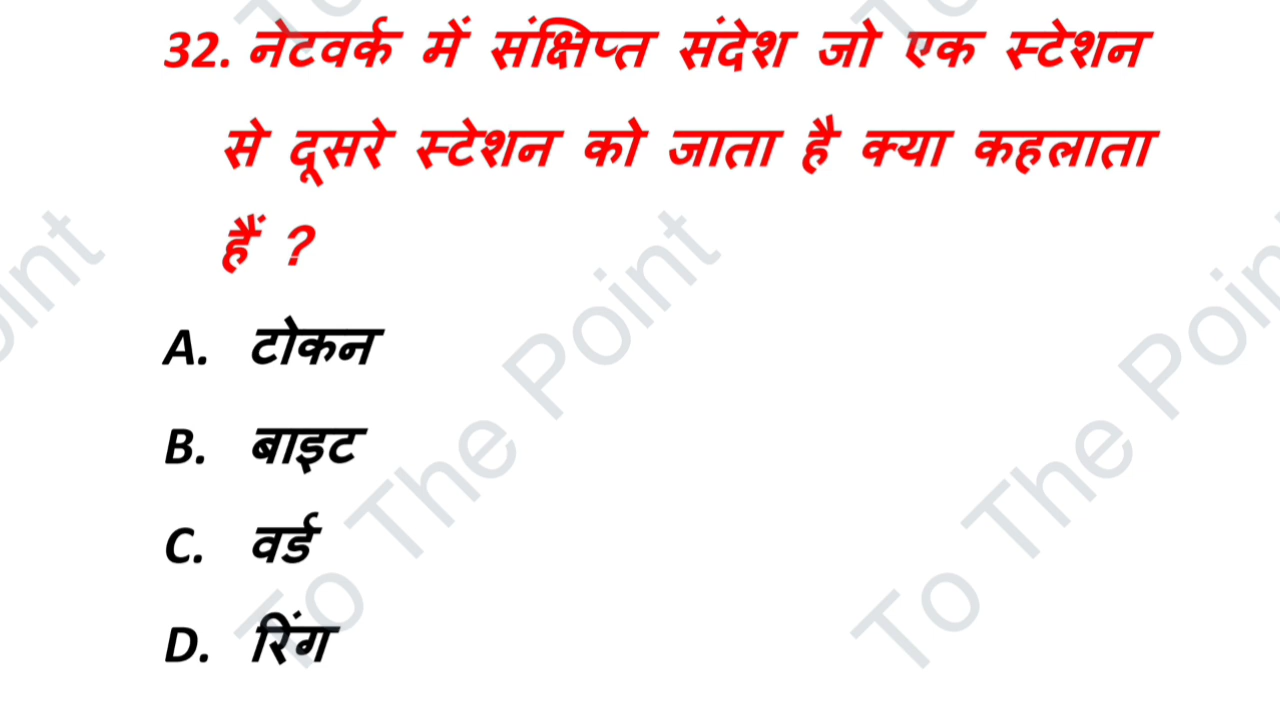 32. नेटवर्क में संक्षिप्त संदेश जो एक स्टेशन
से दूसरे स्टेशन को जाता है क्या कहलाता
हैं ?
A. टोकन
B. बाइट
C. वर्ड
D. रिंग
To The Point
To The Point